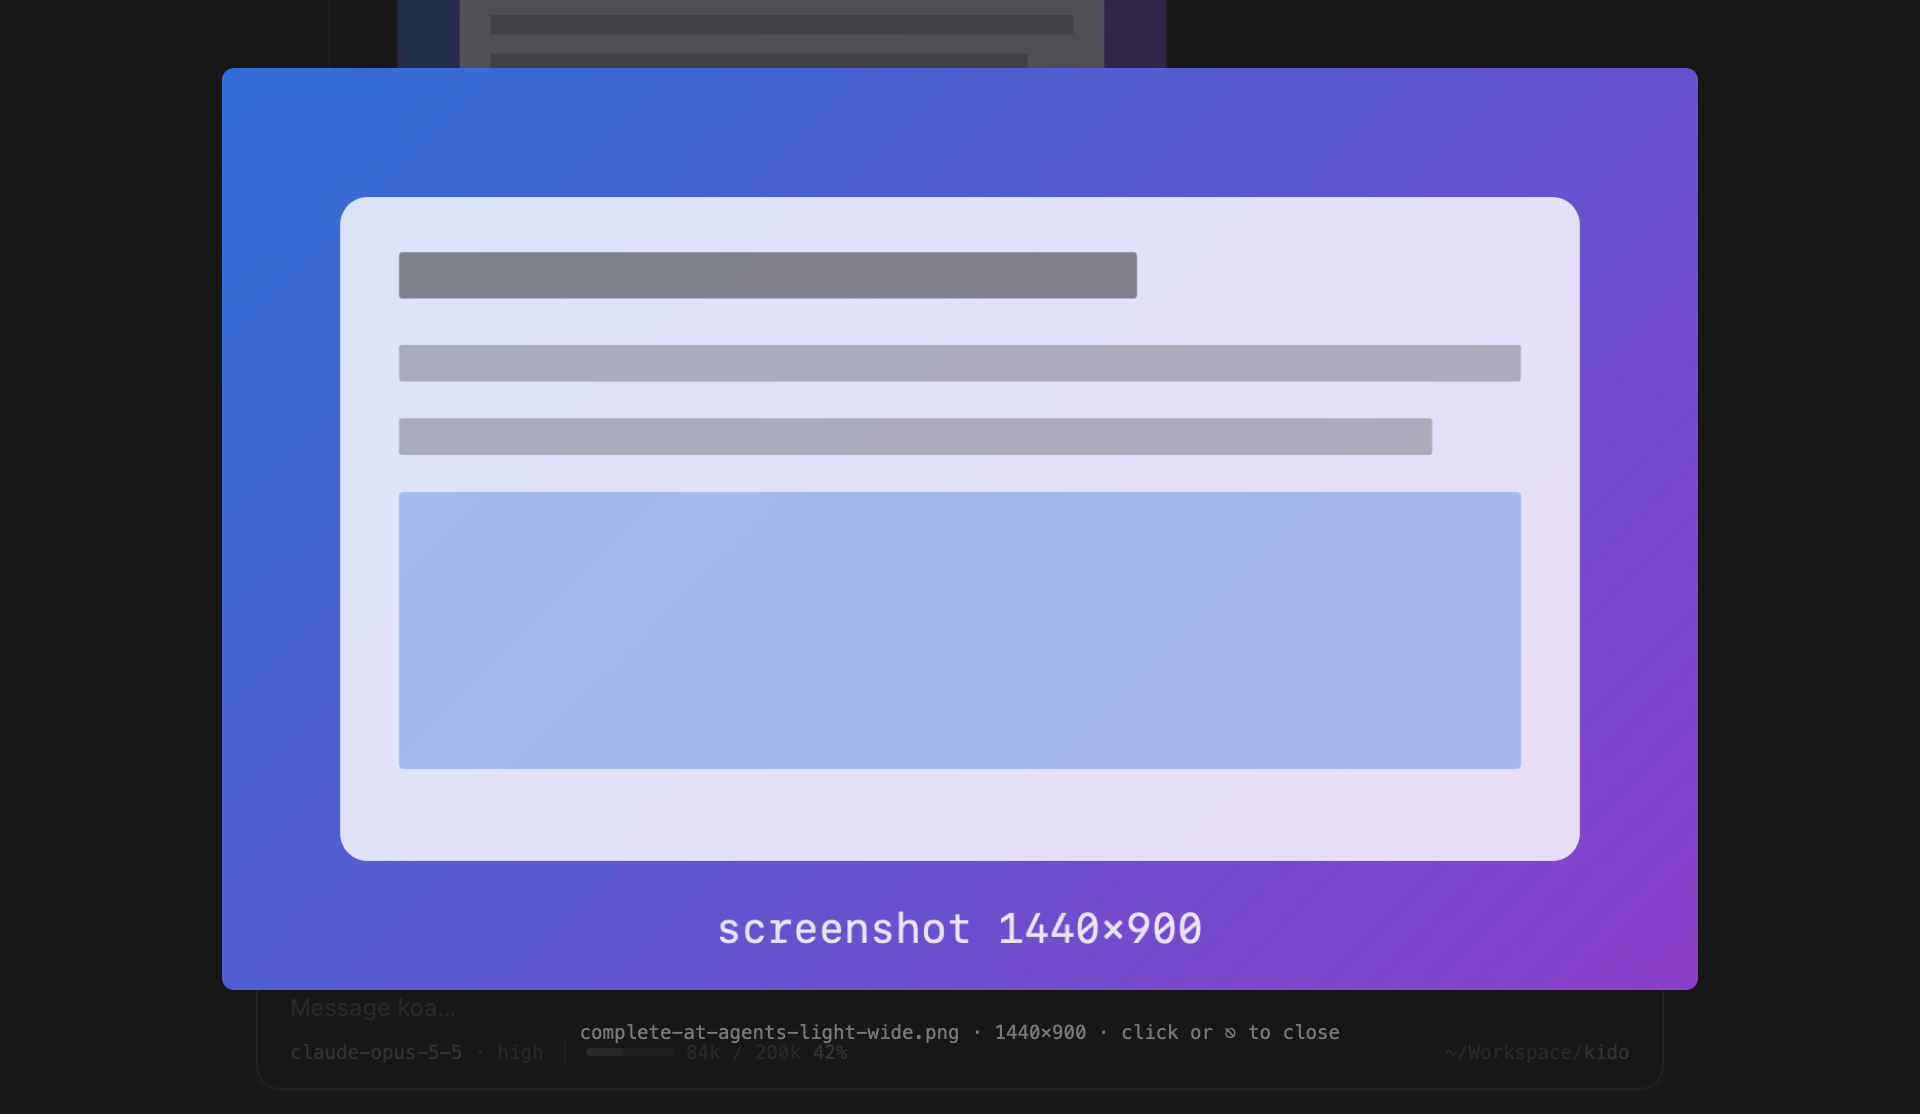 screenshot 1440×900
Message koa...
complete-at-agents-light-wide.png · 1440×900 · click or ⎋ to close
claude-opus-5-5 · high 84k / 200k 42% ~/Workspace/kido